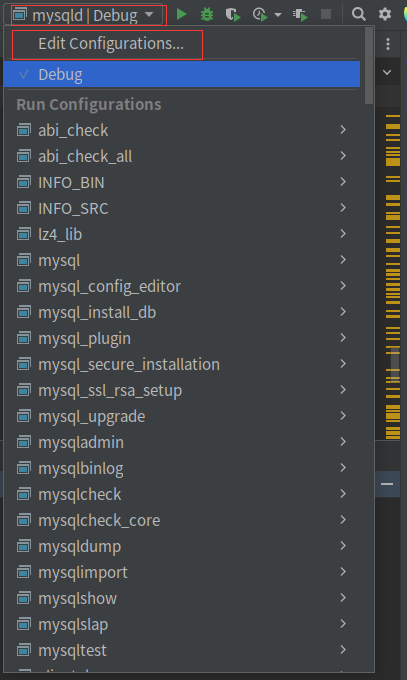 mysqld | Debug
Edit Configurations...
Debug
Run Configurations
abi_check
abi_check_all
INFO_BIN
INFO_SRC
lz4_lib
mysql
mysql_config_editor
mysql_install_db
mysql_plugin
mysql_secure_installation
mysql_ssl_rsa_setup
mysql_upgrade
mysqladmin
mysqlbinlog
mysqlcheck
mysqlcheck_core
mysqldump
mysqlimport
mysqlshow
mysqlslap
mysqltest